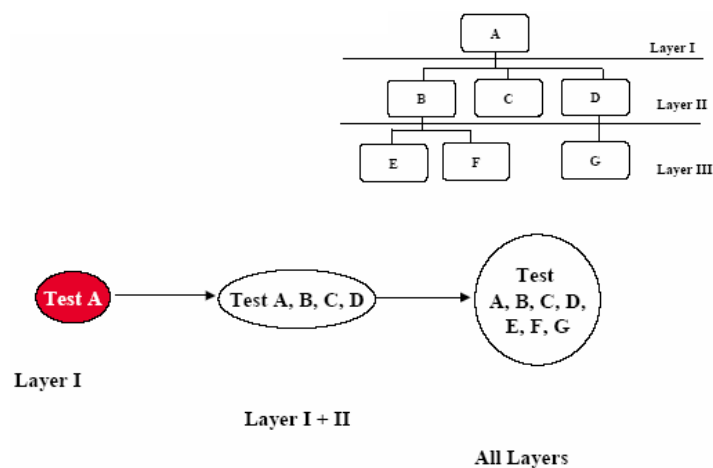 A
Layer I
B
C
D
Layer II
E
F
G
Layer III
Test A
Test A, B, C, D
Test
A, B, C, D,
E, F, G
Layer I
Layer I + II
All Layers